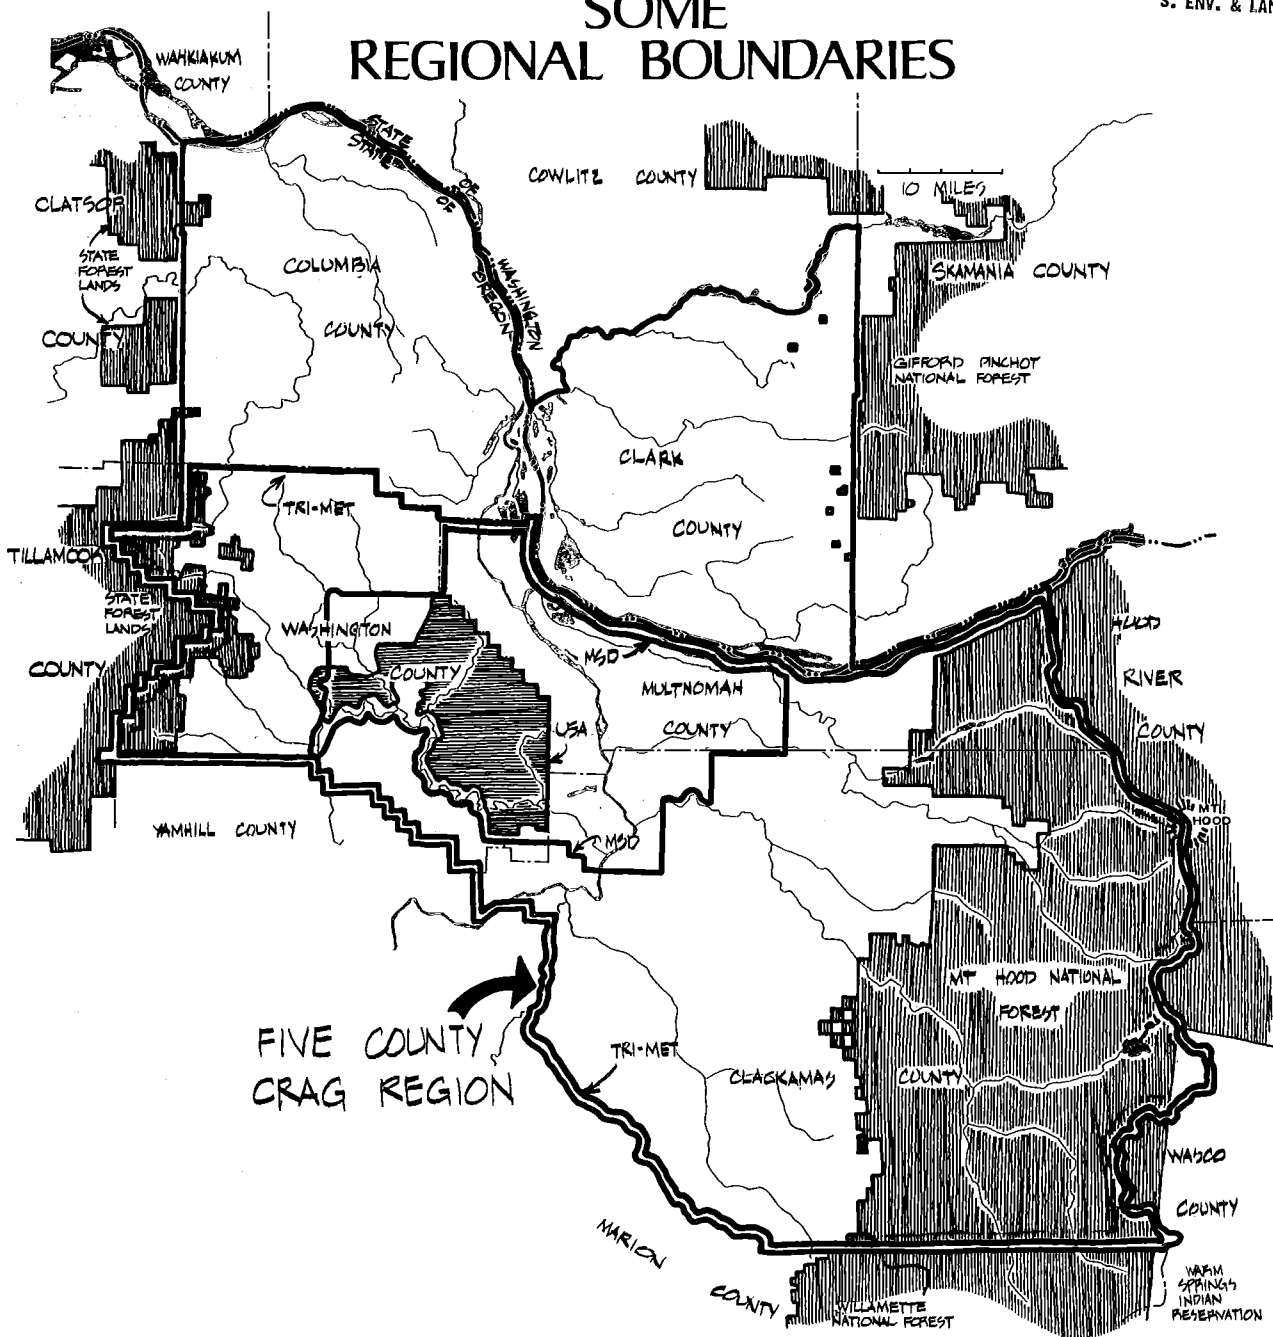 SOME
REGIONAL BOUNDARIES
S. ENV. & LAN
WAHKIAKUM
COUNTY
STATE OF WASHINGTON
STATE OF OREGON
COWLITZ COUNTY
10 MILES
CLATSOP
COUNTY
STATE
FOREST
LANDS
COLUMBIA
COUNTY
SKAMANIA COUNTY
GIFFORD PINCHOT
NATIONAL FOREST
CLARK
COUNTY
TRI-MET
TILLAMOOK
COUNTY
STATE
FOREST
LANDS
WASHINGTON
COUNTY
MSD
MULTNOMAH
COUNTY
USA
HOOD
RIVER
COUNTY
MT.
HOOD
YAMHILL COUNTY
MSD
MT HOOD NATIONAL
FOREST
FIVE COUNTY
CRAG REGION
TRI-MET
CLACKAMAS COUNTY
WASCO
COUNTY
MARION
COUNTY
WILLAMETTE
NATIONAL FOREST
WARM
SPRINGS
INDIAN
RESERVATION